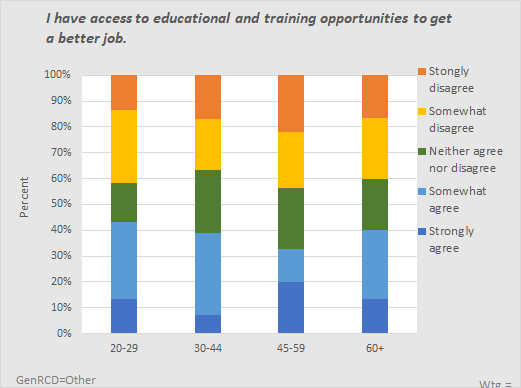 I have access to educational and training opportunities to get
a better job.
100%
90%
80%
70%
60%
50%
40%
30%
20%
10%
0%
Percent
20-29
30-44
45-59
60+
Stongly
disagree
Somewhat
disagree
Neither agree
nor disagree
Somewhat
agree
Strongly
agree
GenRCD=Other
Wtg =